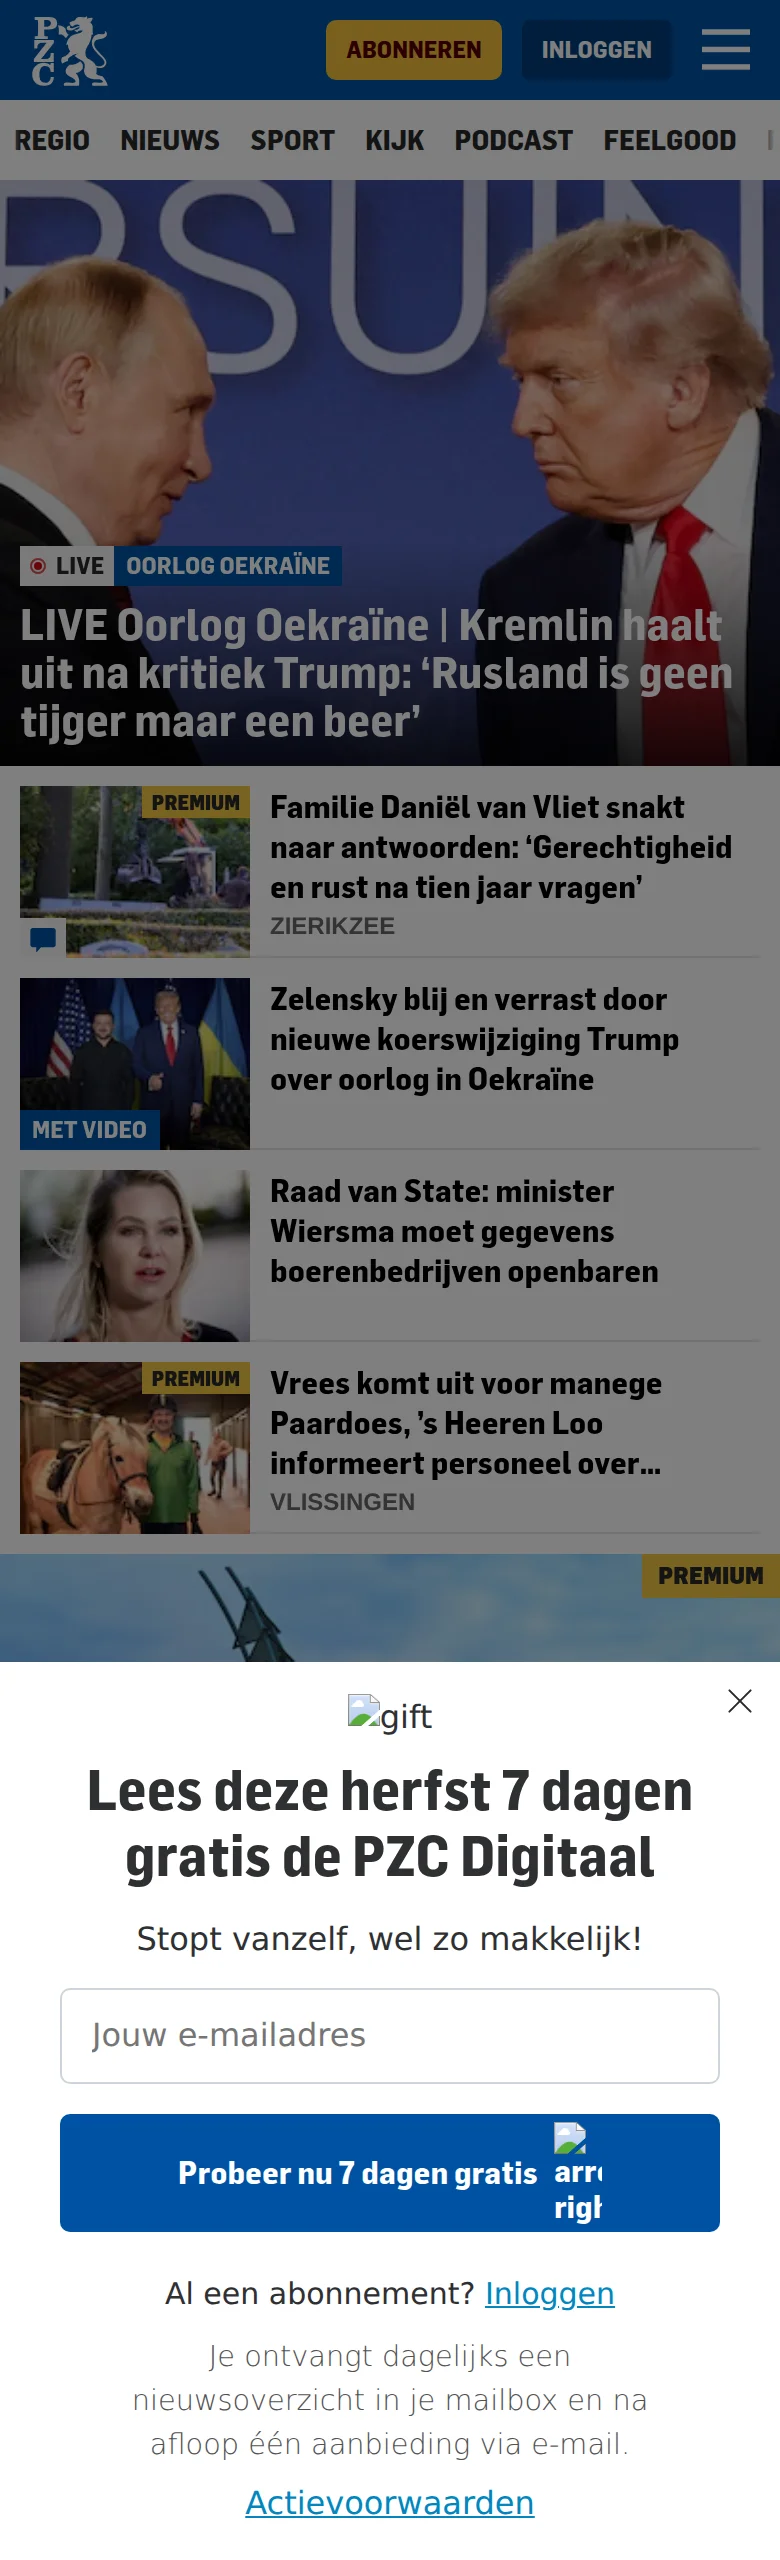 PZC
ABONNEREN
INLOGGEN
REGIO NIEUWS SPORT KIJK PODCAST FEELGOOD
RSUIN
LIVE OORLOG OEKRAÏNE
LIVE Oorlog Oekraïne | Kremlin haalt
uit na kritiek Trump: ‘Rusland is geen
tijger maar een beer’
PREMIUM
Familie Daniël van Vliet snakt
naar antwoorden: ‘Gerechtigheid
en rust na tien jaar vragen’
ZIERIKZEE
Zelensky blij en verrast door
nieuwe koerswijziging Trump
over oorlog in Oekraïne
MET VIDEO
Raad van State: minister
Wiersma moet gegevens
boerenbedrijven openbaren
PREMIUM
Vrees komt uit voor manege
Paardoes, ’s Heeren Loo
informeert personeel over...
VLISSINGEN
PREMIUM
gift
Lees deze herfst 7 dagen
gratis de PZC Digitaal
Stopt vanzelf, wel zo makkelijk!
Jouw e-mailadres
Probeer nu 7 dagen gratis
Al een abonnement? Inloggen
Je ontvangt dagelijks een
nieuwsoverzicht in je mailbox en na
afloop één aanbieding via e-mail.
Actievoorwaarden